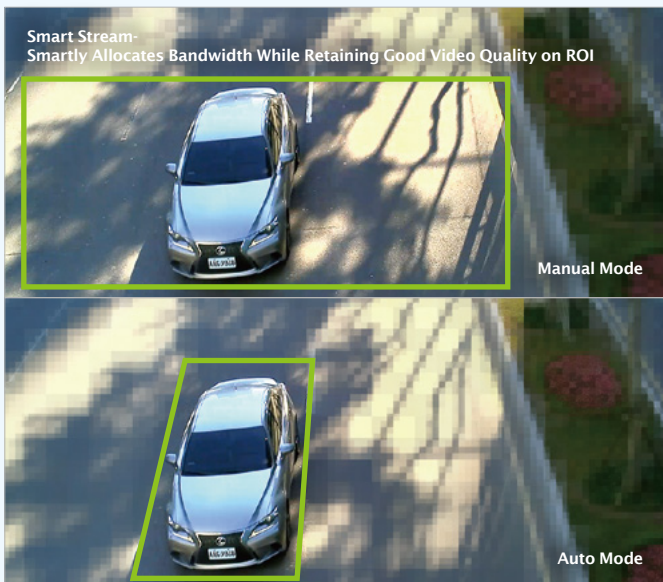 Smart Stream-
Smartly Allocates Bandwidth While Retaining Good Video Quality on ROI
Manual Mode
Auto Mode